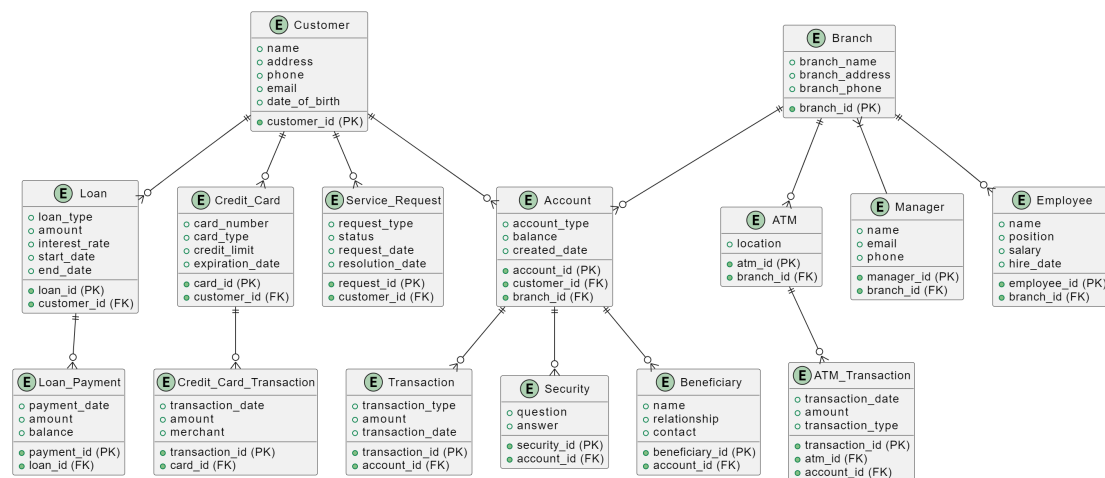 E Customer
name
address
phone
email
date_of_birth
customer_id (PK)
E Branch
branch_name
branch_address
branch_phone
branch_id (PK)
E Loan
loan_type
amount
interest_rate
start_date
end_date
loan_id (PK)
customer_id (FK)
E Credit_Card
card_number
card_type
credit_limit
expiration_date
card_id (PK)
customer_id (FK)
E Service_Request
request_type
status
request_date
resolution_date
request_id (PK)
customer_id (FK)
E Account
account_type
balance
created_date
account_id (PK)
customer_id (FK)
branch_id (FK)
E ATM
location
atm_id (PK)
branch_id (FK)
E Manager
name
email
phone
manager_id (PK)
branch_id (FK)
E Employee
name
position
salary
hire_date
employee_id (PK)
branch_id (FK)
E Loan_Payment
payment_date
amount
balance
payment_id (PK)
loan_id (FK)
E Credit_Card_Transaction
transaction_date
amount
merchant
transaction_id (PK)
card_id (FK)
E Transaction
transaction_type
amount
transaction_date
transaction_id (PK)
account_id (FK)
E Security
question
answer
security_id (PK)
account_id (FK)
E Beneficiary
name
relationship
contact
beneficiary_id (PK)
account_id (FK)
E ATM_Transaction
transaction_date
amount
transaction_type
transaction_id (PK)
atm_id (FK)
account_id (FK)